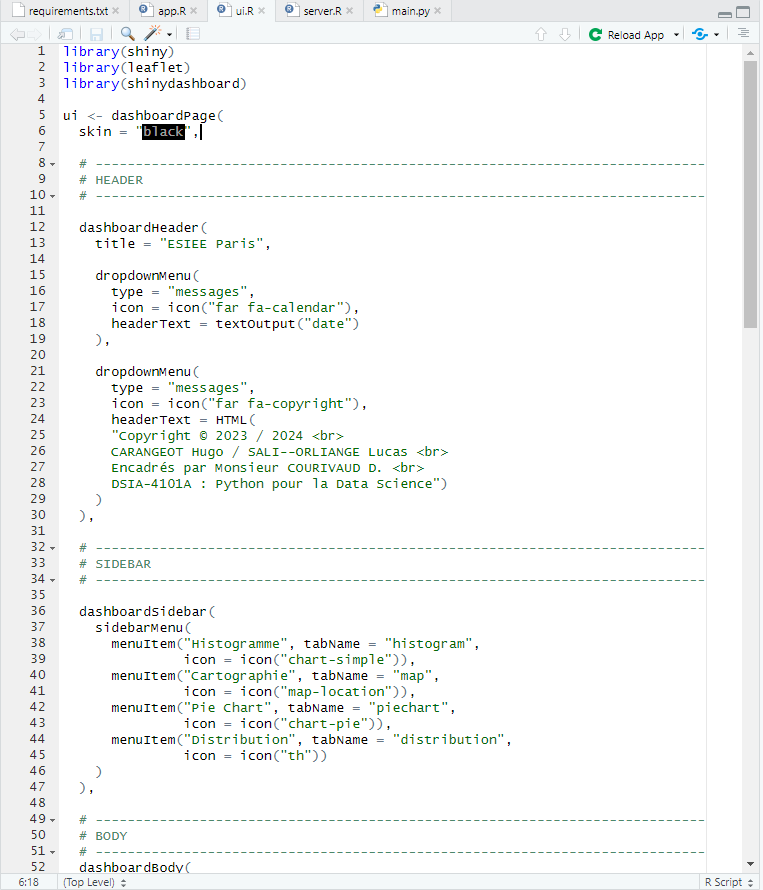 requirements.txt app.R ui.R server.R main.py
Reload App
1 library(shiny)
2 library(leaflet)
3 library(shinydashboard)
4
5 ui <- dashboardPage(
6 skin = "black",
7
8 # ----------------------------------------------------------------------------
9 # HEADER
10 # ----------------------------------------------------------------------------
11
12 dashboardHeader(
13 title = "ESIEE Paris",
14
15 dropdownMenu(
16 type = "messages",
17 icon = icon("far fa-calendar"),
18 headerText = textOutput("date")
19 ),
20
21 dropdownMenu(
22 type = "messages",
23 icon = icon("far fa-copyright"),
24 headerText = HTML(
25 "Copyright © 2023 / 2024 <br>
26 CARANGEOT Hugo / SALI--ORLIANGE Lucas <br>
27 Encadrés par Monsieur COURIVAUD D. <br>
28 DSIA-4101A : Python pour la Data Science")
29 )
30 ),
31
32 # ----------------------------------------------------------------------------
33 # SIDEBAR
34 # ----------------------------------------------------------------------------
35
36 dashboardSidebar(
37 sidebarMenu(
38 menuItem("Histogramme", tabName = "histogram",
39 icon = icon("chart-simple")),
40 menuItem("Cartographie", tabName = "map",
41 icon = icon("map-location")),
42 menuItem("Pie Chart", tabName = "piechart",
43 icon = icon("chart-pie")),
44 menuItem("Distribution", tabName = "distribution",
45 icon = icon("th"))
46 )
47 ),
48
49 # ----------------------------------------------------------------------------
50 # BODY
51 # ----------------------------------------------------------------------------
52 dashboardBody(
6:18 (Top Level) R Script